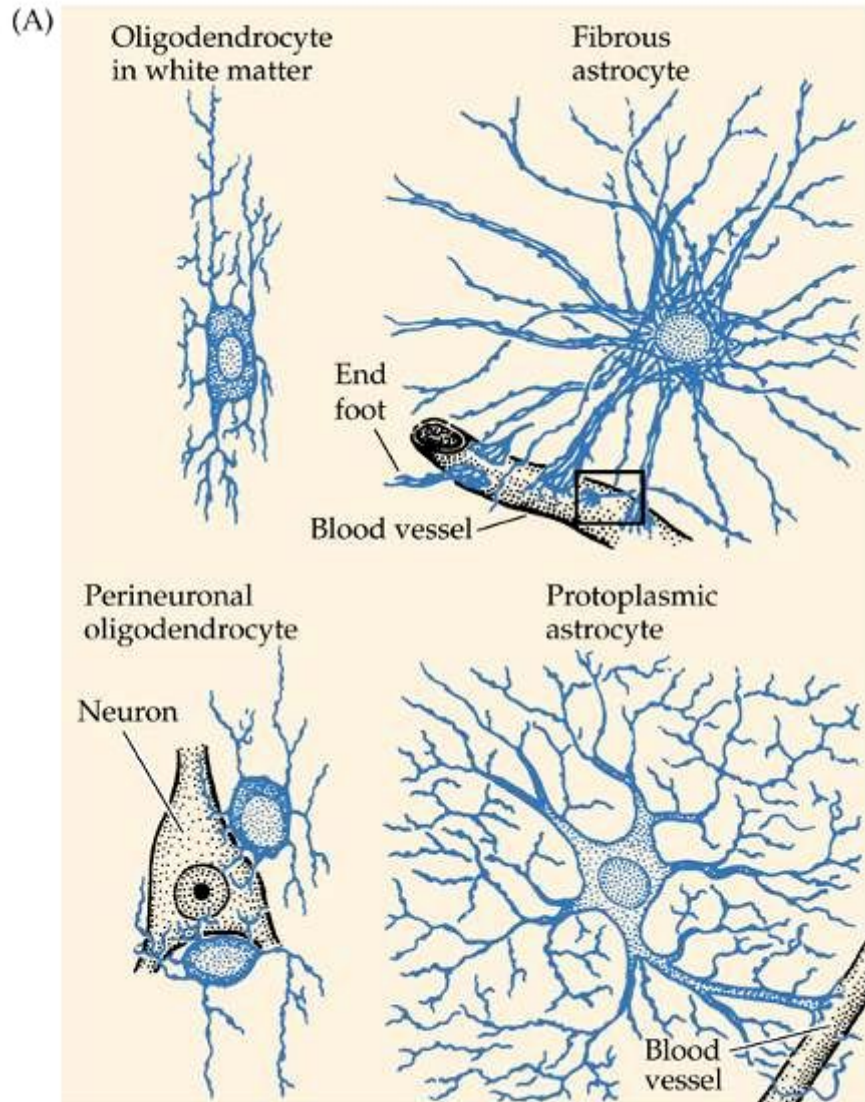 (A)
Oligodendrocyte
in white matter
Fibrous
astrocyte
End
foot
Blood vessel
Perineuronal
oligodendrocyte
Protoplasmic
astrocyte
Neuron
Blood
vessel